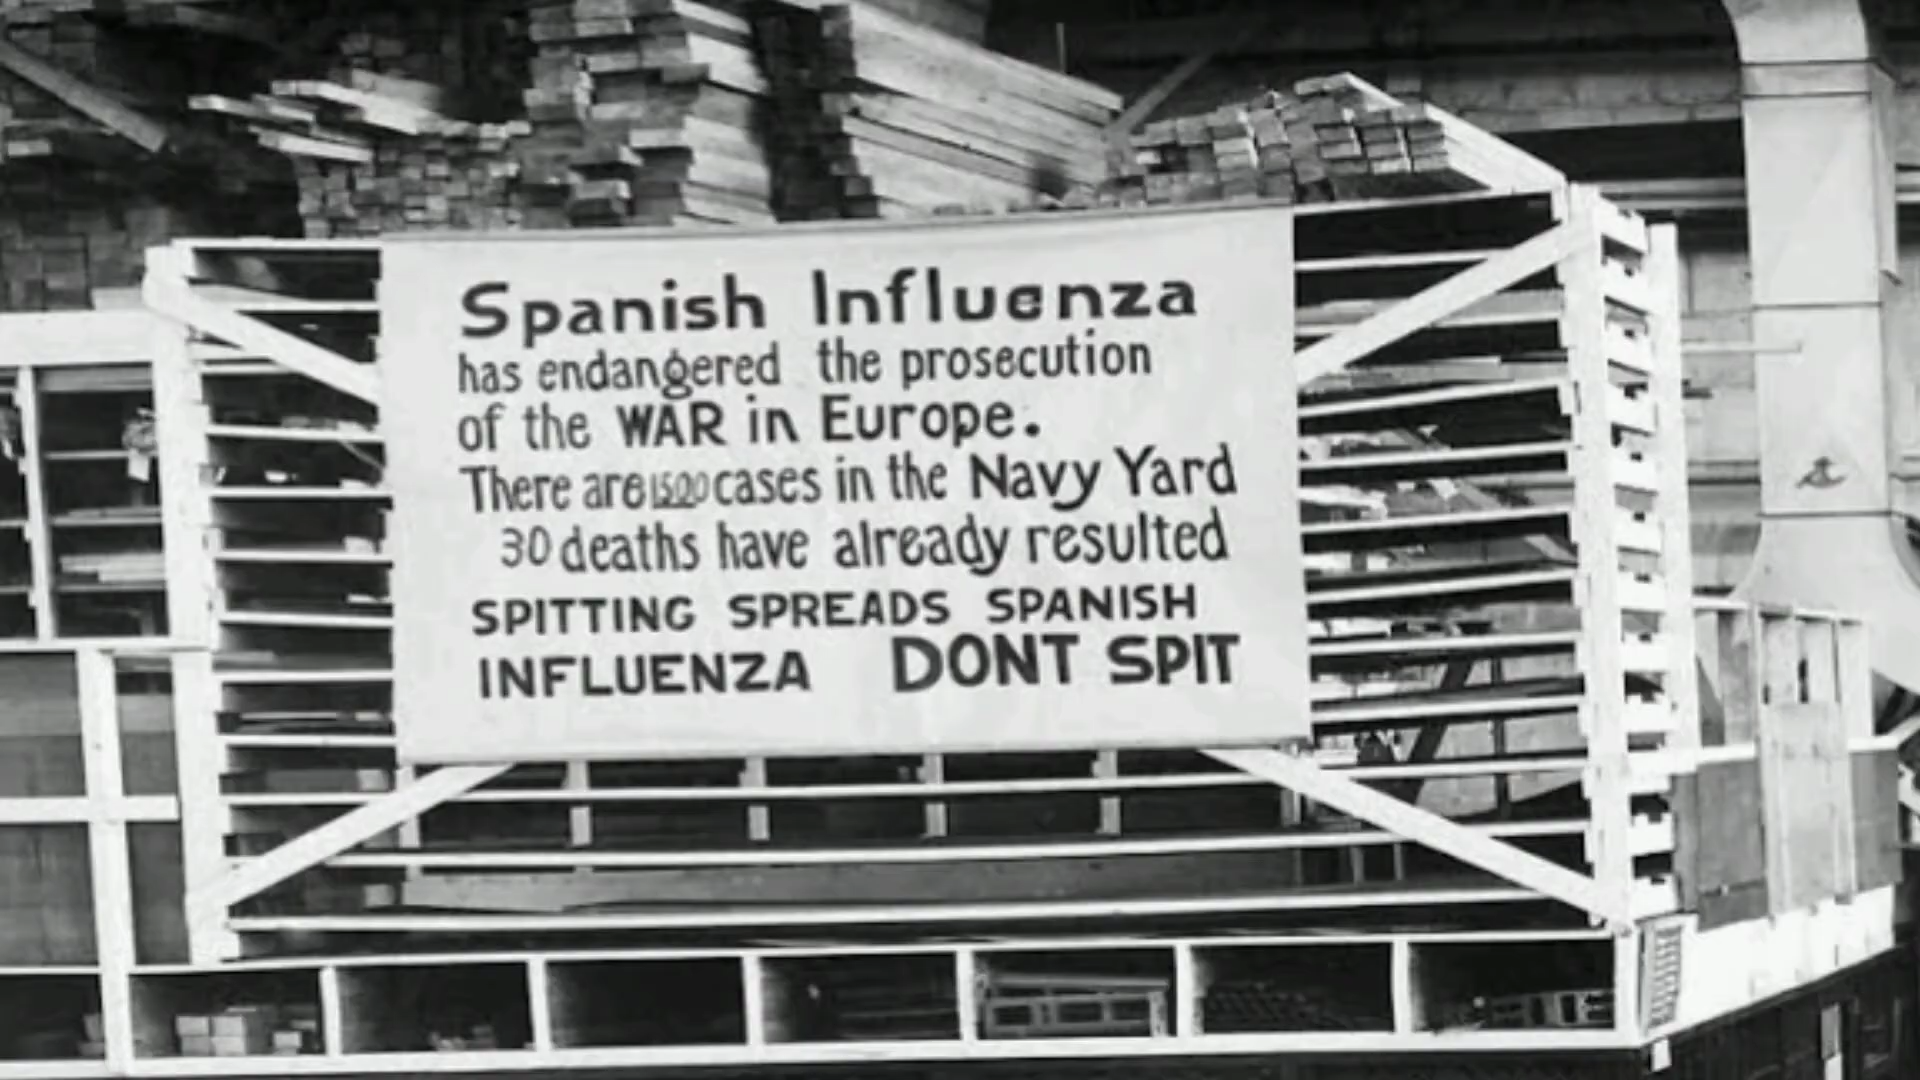 Spanish Influenza
has endangered the prosecution
of the WAR in Europe.
There are 1500 cases in the Navy Yard
30 deaths have already resulted
SPITTING SPREADS SPANISH
INFLUENZA DONT SPIT